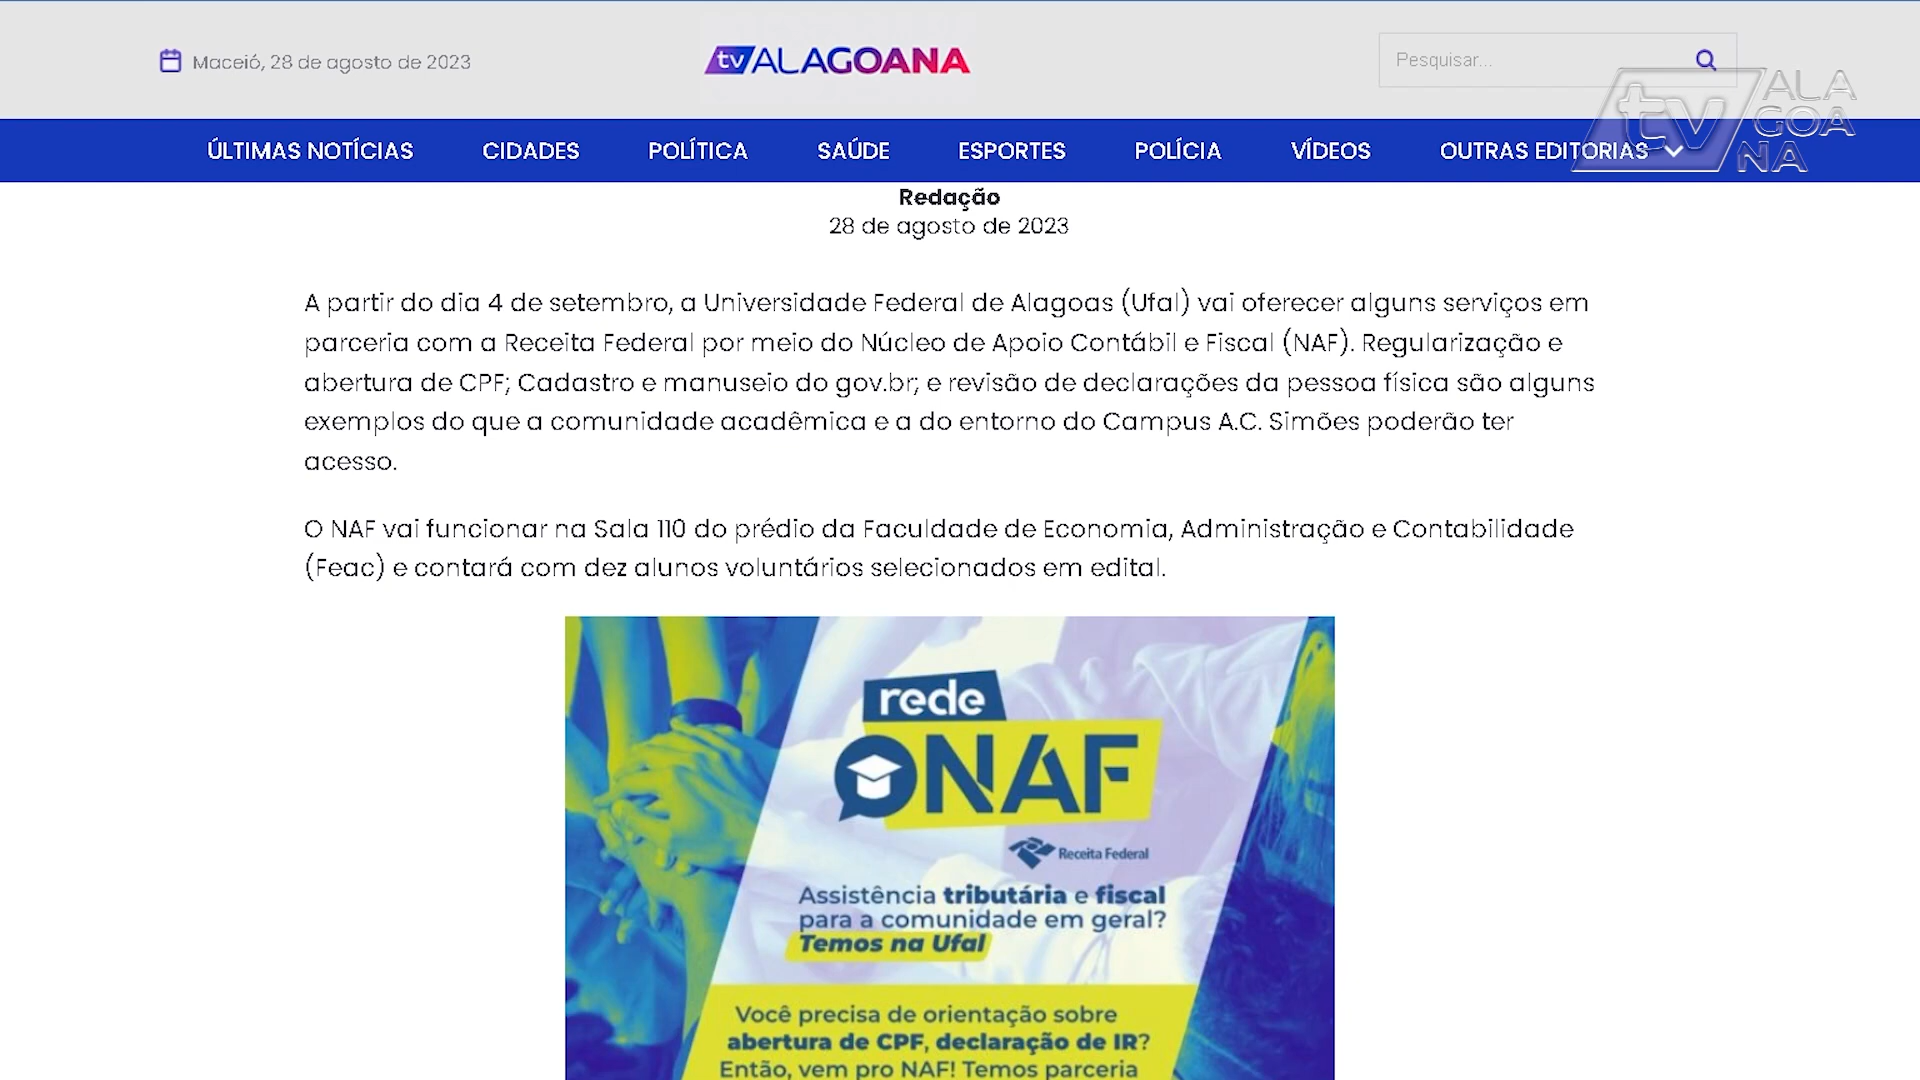 Maceió, 28 de agosto de 2023
tv ALAGOANA
Pesquisar...
tv ALA
GOA
NA
ÚLTIMAS NOTÍCIAS CIDADES POLÍTICA SAÚDE ESPORTES POLÍCIA VÍDEOS OUTRAS EDITORIAS
Redação
28 de agosto de 2023
A partir do dia 4 de setembro, a Universidade Federal de Alagoas (Ufal) vai oferecer alguns serviços em
parceria com a Receita Federal por meio do Núcleo de Apoio Contábil e Fiscal (NAF). Regularização e
abertura de CPF; Cadastro e manuseio do gov.br; e revisão de declarações da pessoa física são alguns
exemplos do que a comunidade acadêmica e a do entorno do Campus A.C. Simões poderão ter
acesso.
O NAF vai funcionar na Sala 110 do prédio da Faculdade de Economia, Administração e Contabilidade
(Feac) e contará com dez alunos voluntários selecionados em edital.
rede
NAF
Receita Federal
Assistência tributária e fiscal
para a comunidade em geral?
Temos na Ufal
Você precisa de orientação sobre
abertura de CPF, declaração de IR?
Então, vem pro NAF! Temos parceria